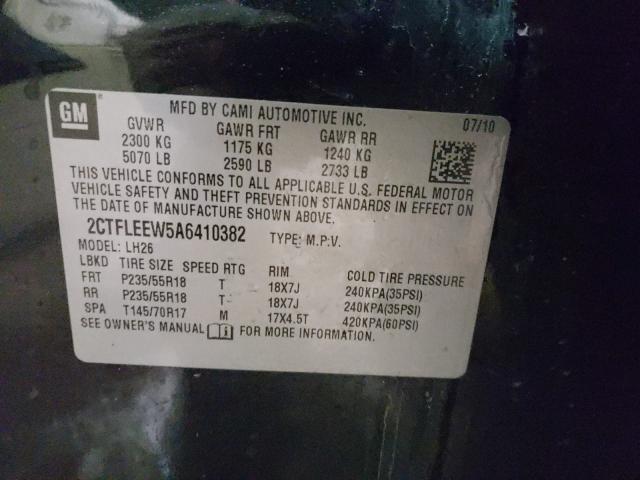 GM
MFD BY CAMI AUTOMOTIVE INC.
07/10
GVWR GAWR FRT GAWR RR
2300 KG 1175 KG 1240 KG
5070 LB 2590 LB 2733 LB
THIS VEHICLE CONFORMS TO ALL APPLICABLE U.S. FEDERAL MOTOR
VEHICLE SAFETY AND THEFT PREVENTION STANDARDS IN EFFECT ON
THE DATE OF MANUFACTURE SHOWN ABOVE.
2CTFLEEW5A6410382 TYPE: M.P.V.
MODEL: LH26
LBKD TIRE SIZE SPEED RTG RIM COLD TIRE PRESSURE
FRT P235/55R18 T 18X7J 240KPA(35PSI)
RR P235/55R18 T 18X7J 240KPA(35PSI)
SPA T145/70R17 M 17X4.5T 420KPA(60PSI)
SEE OWNER'S MANUAL FOR MORE INFORMATION.